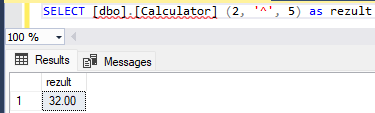 SELECT [dbo].[Calculator] (2, '^', 5) as rezult
100 %
Results Messages
rezult
1 32.00